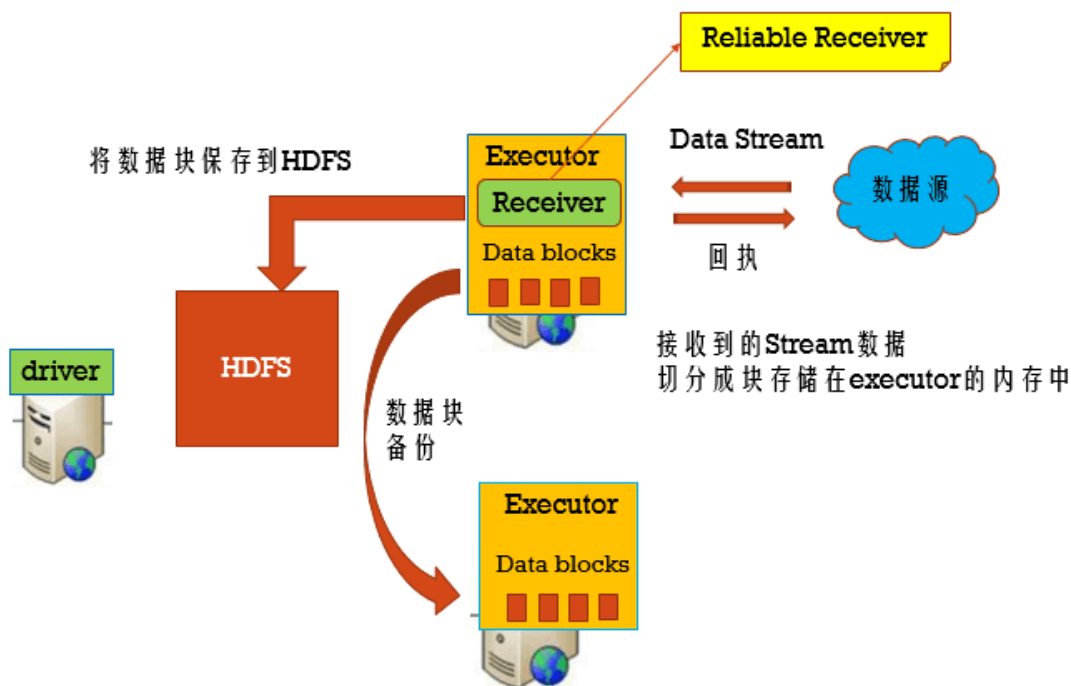 Reliable Receiver
将数据块保存到HDFS
Executor
Receiver
Data blocks
Data Stream
数据源
回执
接收到的Stream数据
切分成块存储在executor的内存中
driver
HDFS
数据块
备份
Executor
Data blocks